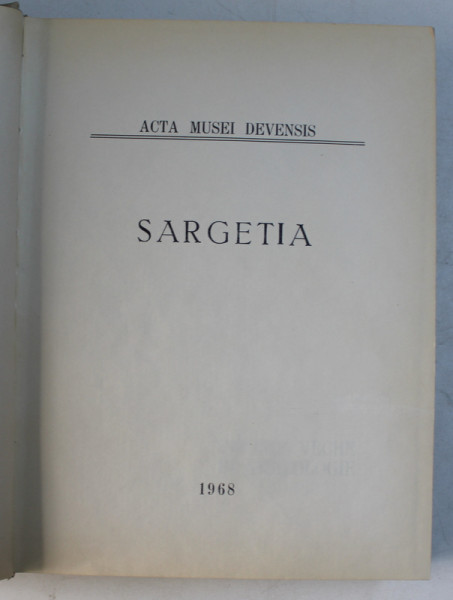 ACTA MUSEI DEVENSIS
SARGETIA
1968